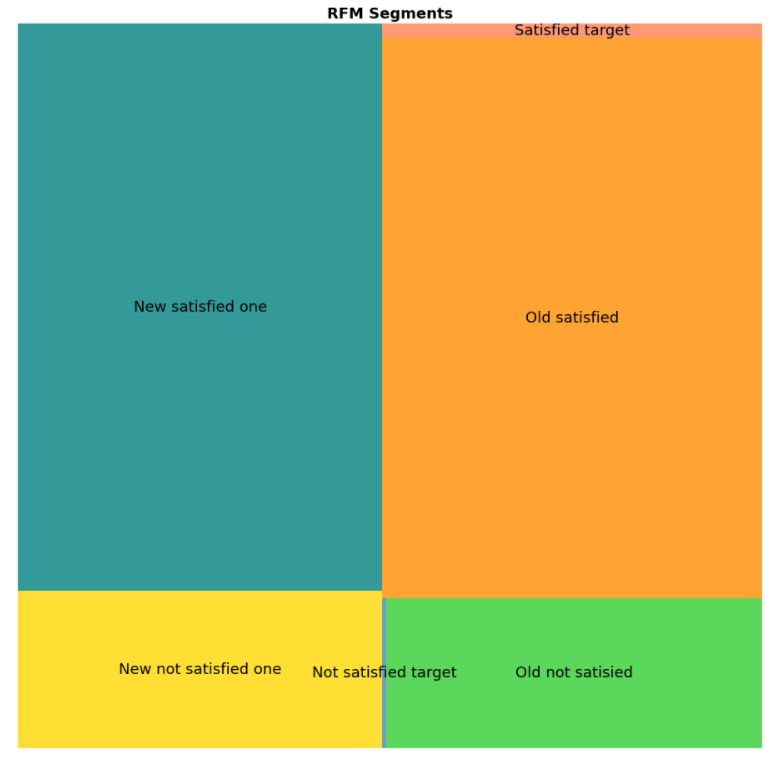 RFM Segments
Satisfied target
New satisfied one
Old satisfied
New not satisfied one
Not satisfied target
Old not satisied